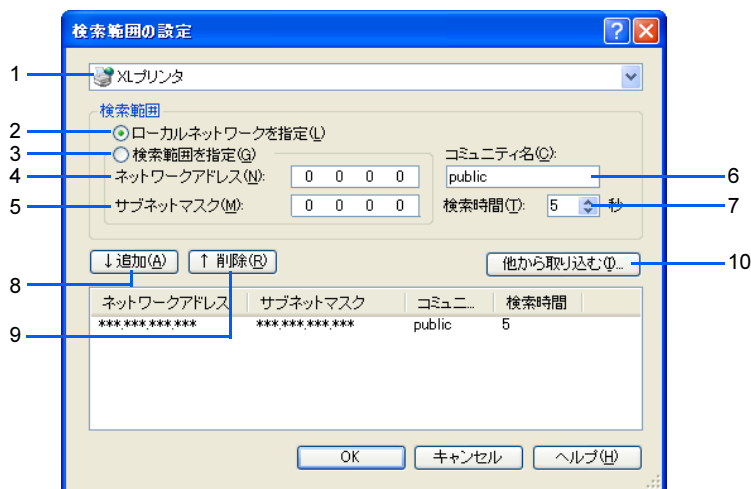 検索範囲の設定
1
XLプリンタ
検索範囲
2
ローカルネットワークを指定(L)
3
検索範囲を指定(G)
コミュニティ名(C):
4
ネットワークアドレス(N):
0 0 0 0
public
6
5
サブネットマスク(M):
0 0 0 0
検索時間(T):
5
秒
7
↓追加(A)
↑ 削除(R)
他から取り込む(I)...
10
8
9
ネットワークアドレス サブネットマスク コミュニ... 検索時間
***.***.***.*** ***.***.***.*** public 5
OK キャンセル ヘルプ(H)